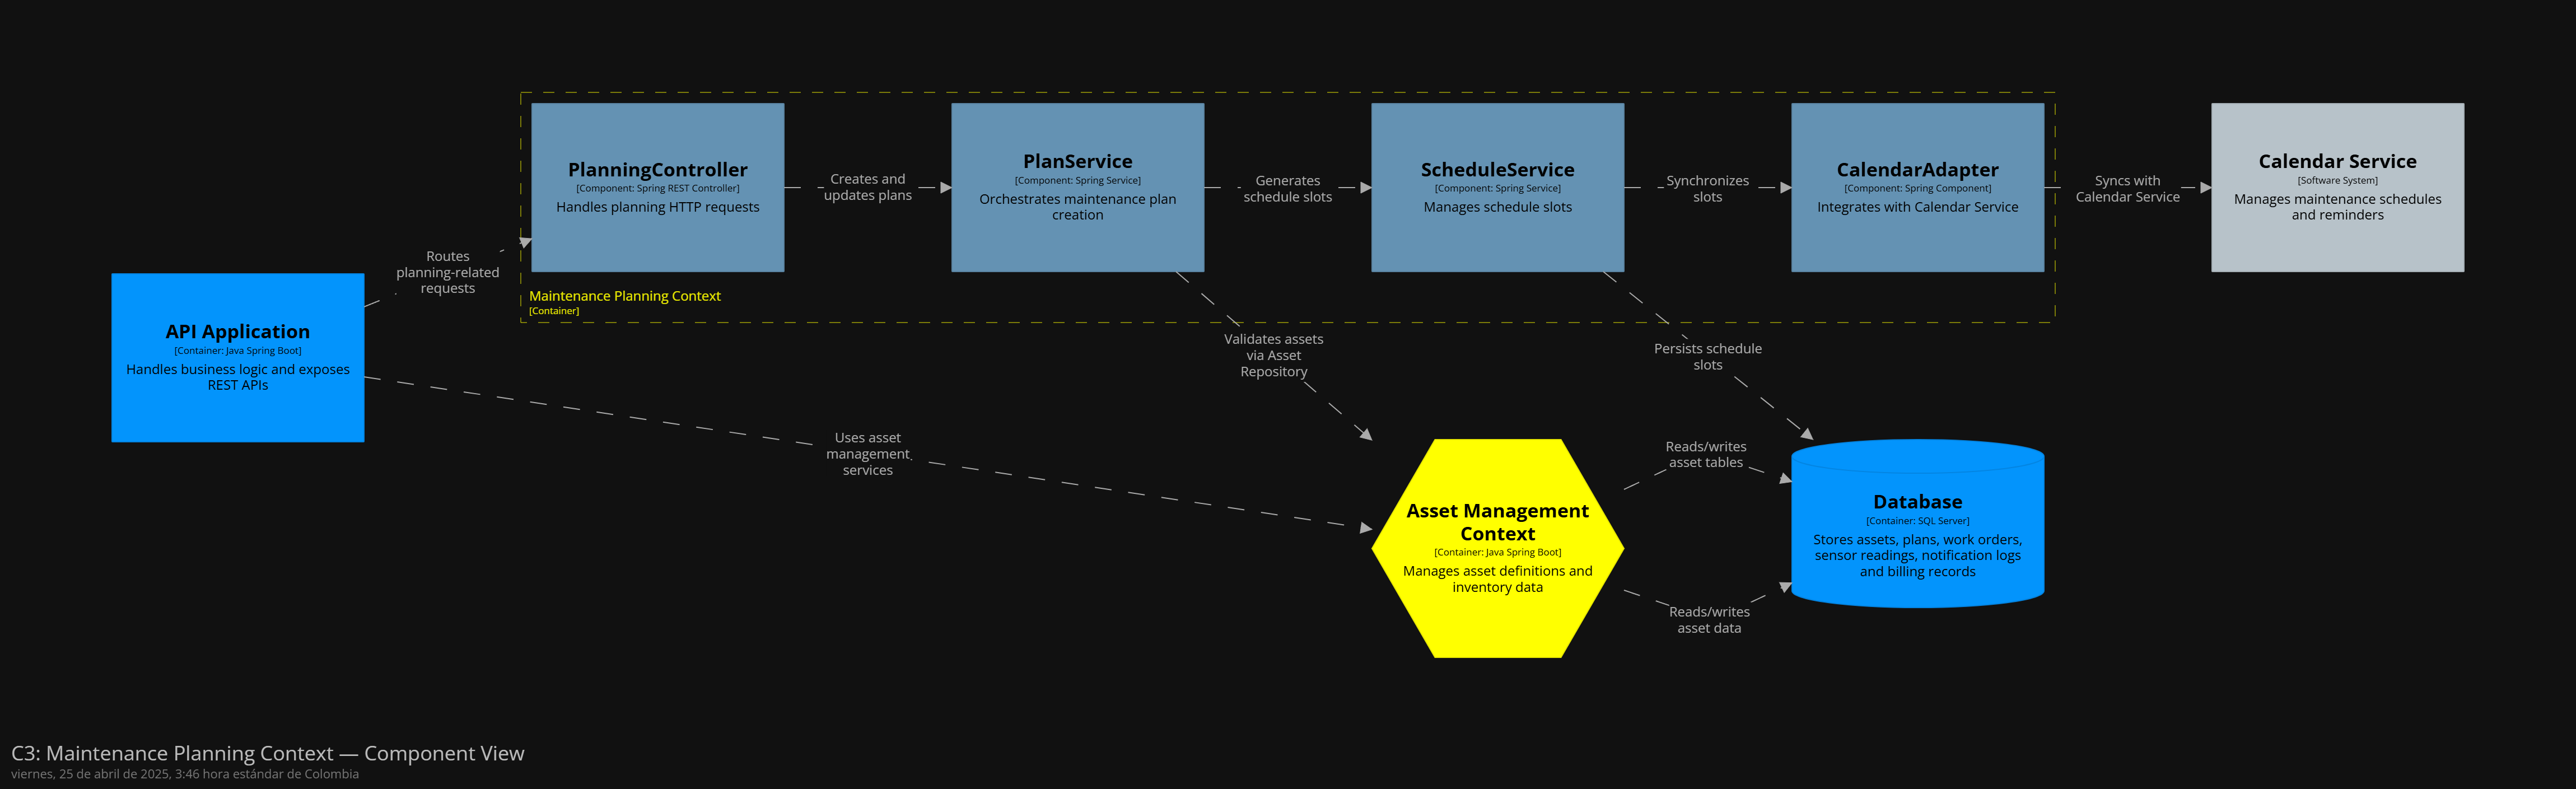 PlanningController
[Component: Spring REST Controller]
Handles planning HTTP requests
Creates and
updates plans
PlanService
[Component: Spring Service]
Orchestrates maintenance plan
creation
Generates
schedule slots
ScheduleService
[Component: Spring Service]
Manages schedule slots
Synchronizes
slots
CalendarAdapter
[Component: Spring Component]
Integrates with Calendar Service
Syncs with
Calendar Service
Calendar Service
[Software System]
Manages maintenance schedules
and reminders
Routes
planning-related
requests
Maintenance Planning Context
[Container]
API Application
[Container: Java Spring Boot]
Handles business logic and exposes
REST APIs
Validates assets
via Asset
Repository
Persists schedule
slots
Uses asset
management
services
Reads/writes
asset tables
Asset Management
Context
[Container: Java Spring Boot]
Manages asset definitions and
inventory data
Database
[Container: SQL Server]
Stores assets, plans, work orders,
sensor readings, notification logs
and billing records
Reads/writes
asset data
C3: Maintenance Planning Context — Component View
viernes, 25 de abril de 2025, 3:46 hora estándar de Colombia